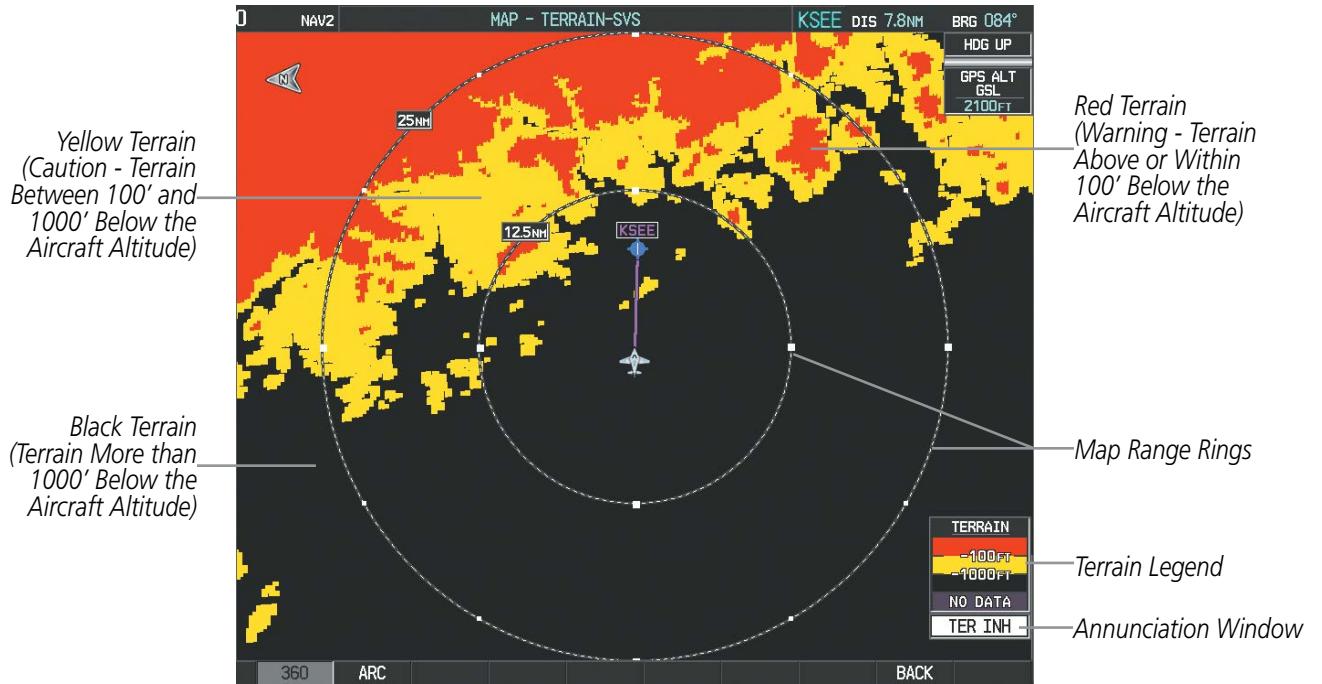 0 NAV2 MAP - TERRAIN-SVS KSEE DIS 7.8NM BRG 084°
HDG UP
GPS ALT
GSL
2100FT
N
25NM
12.5NM
KSEE
Yellow Terrain
(Caution - Terrain
Between 100’ and
1000’ Below the
Aircraft Altitude)
Red Terrain
(Warning - Terrain
Above or Within
100’ Below the
Aircraft Altitude)
Black Terrain
(Terrain More than
1000’ Below the
Aircraft Altitude)
Map Range Rings
TERRAIN
-100FT
-1000FT
NO DATA
TER INH
Terrain Legend
Annunciation Window
360 ARC BACK